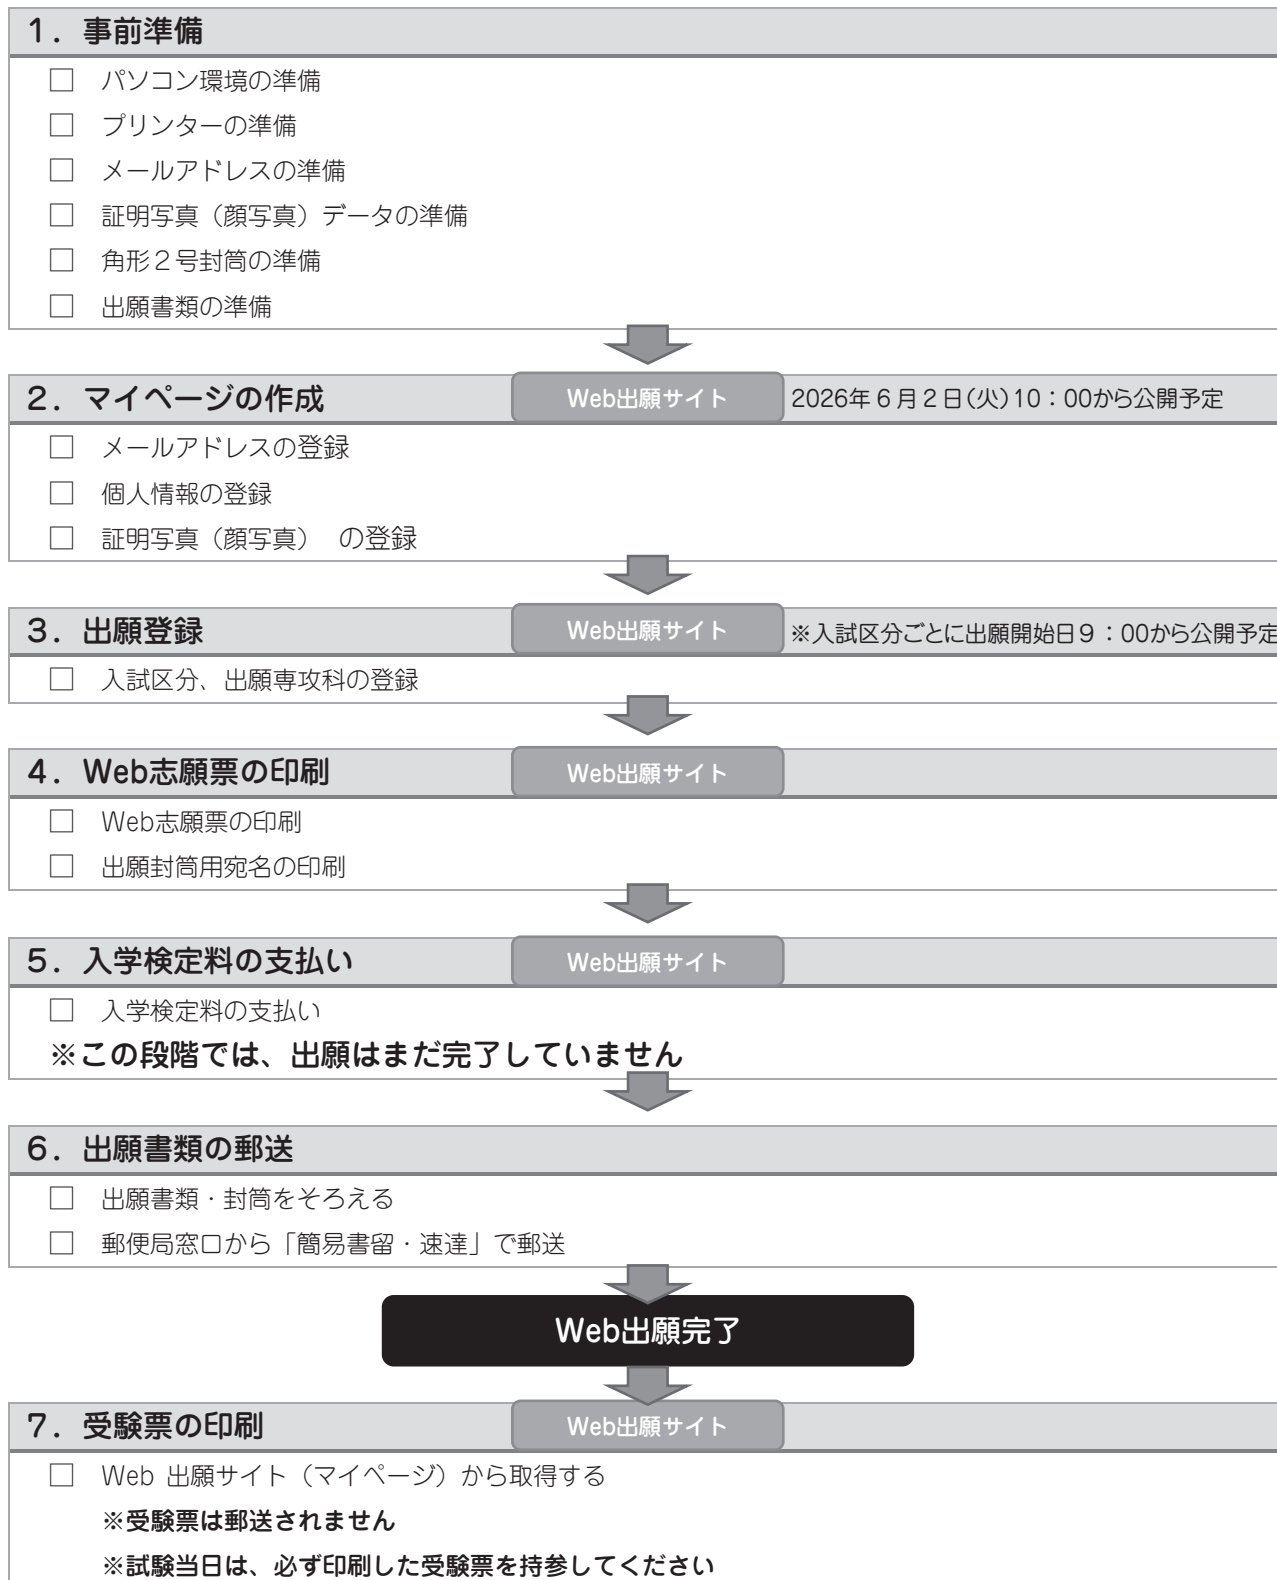 １．事前準備
□ パソコン環境の準備
□ プリンターの準備
□ メールアドレスの準備
□ 証明写真（顔写真）データの準備
□ 角形２号封筒の準備
□ 出願書類の準備
２．マイページの作成 Web出願サイト 2026年６月２日(火)10：00から公開予定
□ メールアドレスの登録
□ 個人情報の登録
□ 証明写真（顔写真） の登録
３．出願登録 Web出願サイト ※入試区分ごとに出願開始日９：00から公開予定
□ 入試区分、出願専攻科の登録
４．Web志願票の印刷 Web出願サイト
□ Web志願票の印刷
□ 出願封筒用宛名の印刷
５．入学検定料の支払い Web出願サイト
□ 入学検定料の支払い
※この段階では、出願はまだ完了していません
６．出願書類の郵送
□ 出願書類・封筒をそろえる
□ 郵便局窓口から「簡易書留・速達」で郵送
Web出願完了
７．受験票の印刷 Web出願サイト
□ Web 出願サイト（マイページ）から取得する
※受験票は郵送されません
※試験当日は、必ず印刷した受験票を持参してください